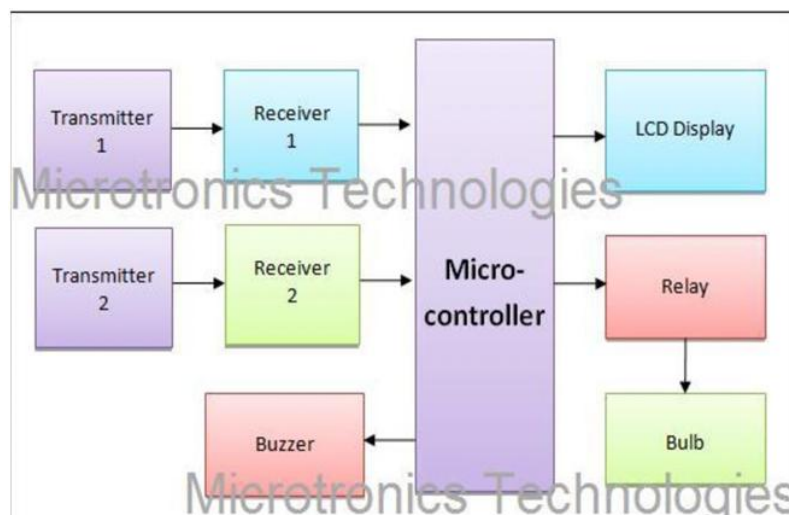 Transmitter
1
Receiver
1
LCD Display
Microtronics Technologies
Transmitter
2
Receiver
2
Micro-
controller
Relay
Buzzer
Bulb
Microtronics Technologies